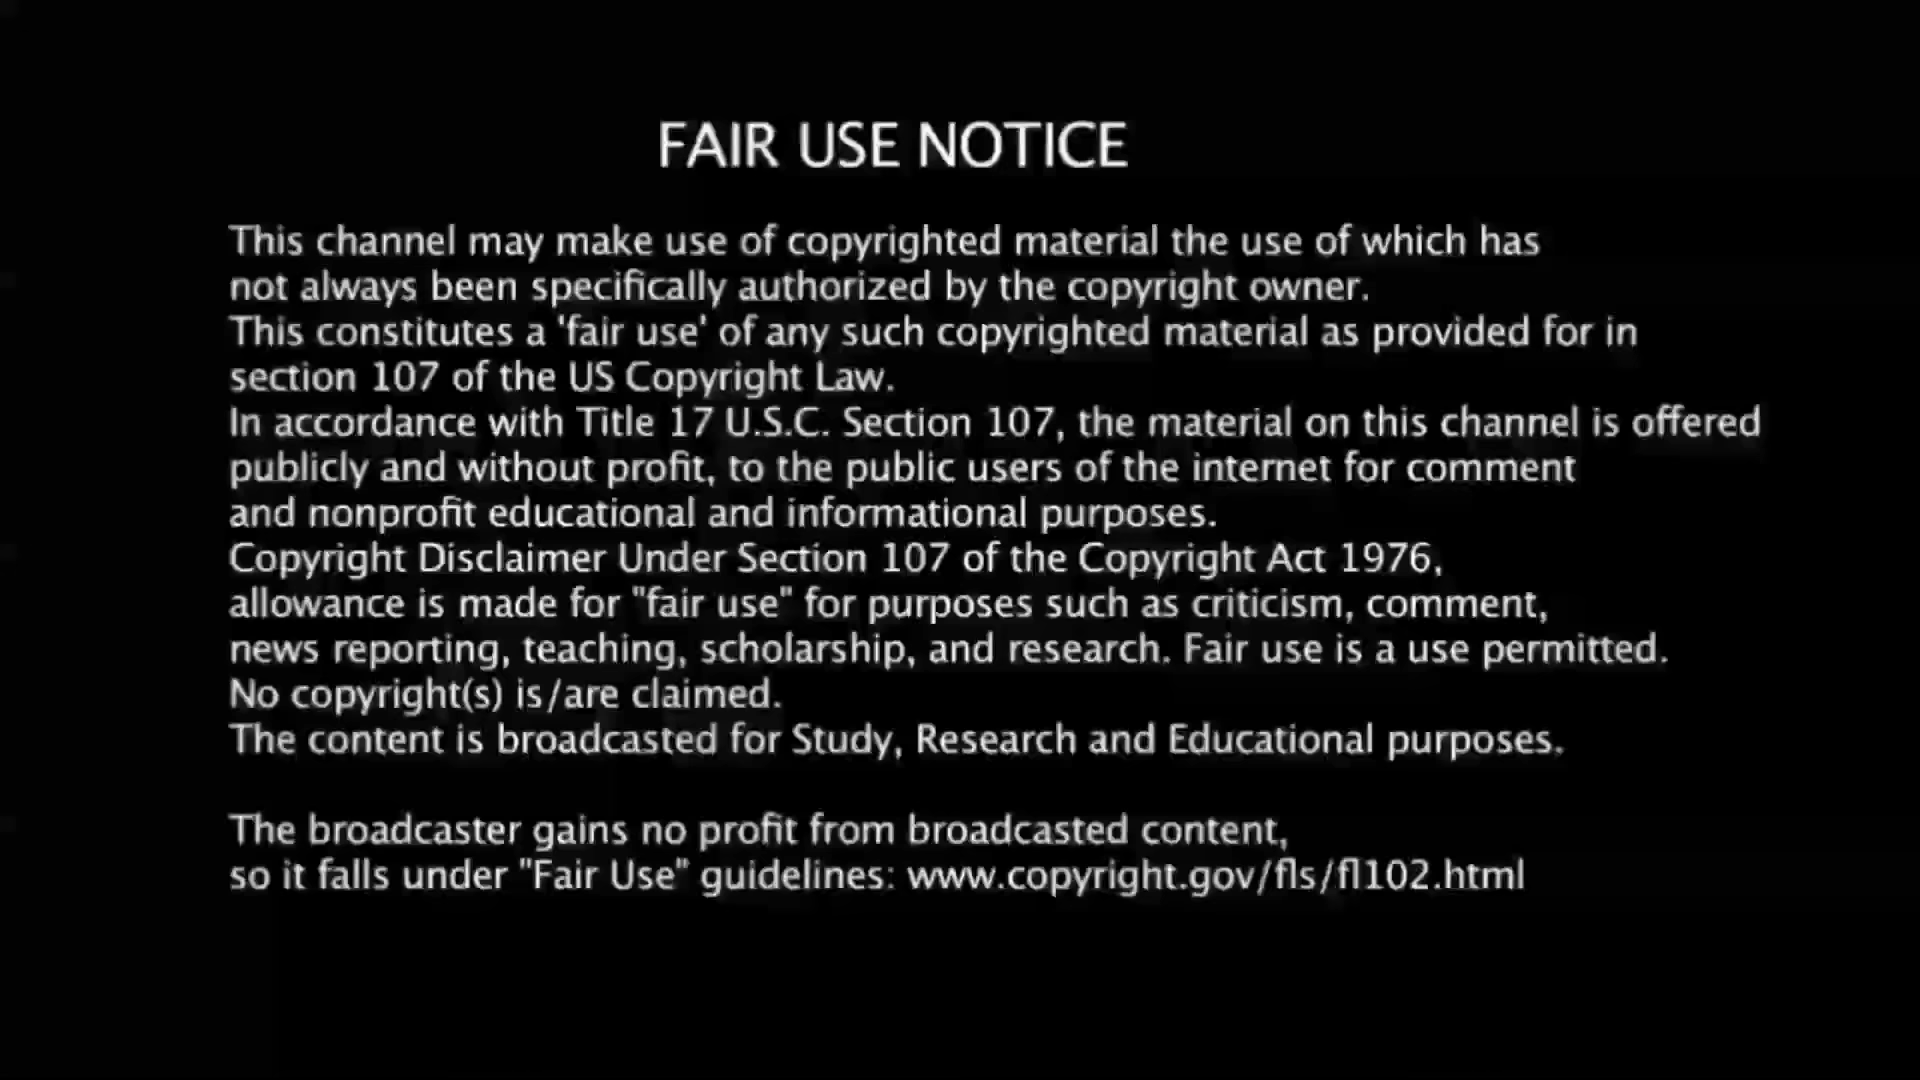 FAIR USE NOTICE
This channel may make use of copyrighted material the use of which has
not always been specifically authorized by the copyright owner.
This constitutes a 'fair use' of any such copyrighted material as provided for in
section 107 of the US Copyright Law.
In accordance with Title 17 U.S.C. Section 107, the material on this channel is offered
publicly and without profit, to the public users of the internet for comment
and nonprofit educational and informational purposes.
Copyright Disclaimer Under Section 107 of the Copyright Act 1976,
allowance is made for "fair use" for purposes such as criticism, comment,
news reporting, teaching, scholarship, and research. Fair use is a use permitted.
No copyright(s) is/are claimed.
The content is broadcasted for Study, Research and Educational purposes.
The broadcaster gains no profit from broadcasted content,
so it falls under "Fair Use" guidelines: www.copyright.gov/fls/fl102.html